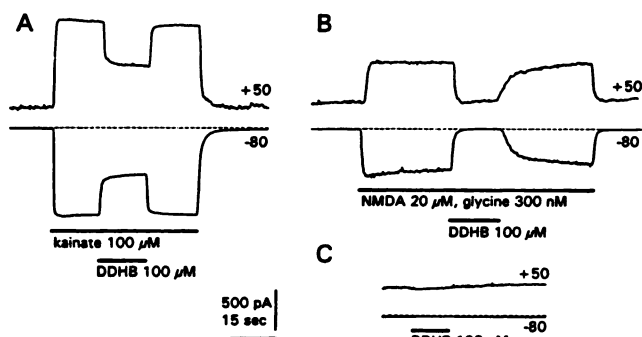 A
B
+50
-80
+50
-80
kainate 100 µM
DDHB 100 µM
NMDA 20 µM, glycine 300 nM
DDHB 100 µM
C
500 pA
15 sec
+50
-80